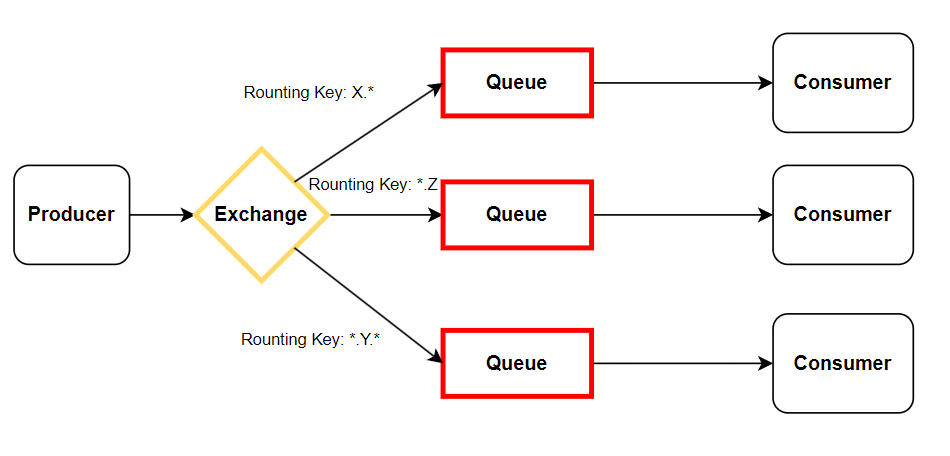 Queue
Consumer
Rounting Key: X.*
Rounting Key: *.Z
Producer
Exchange
Queue
Consumer
Rounting Key: *.Y.*
Queue
Consumer